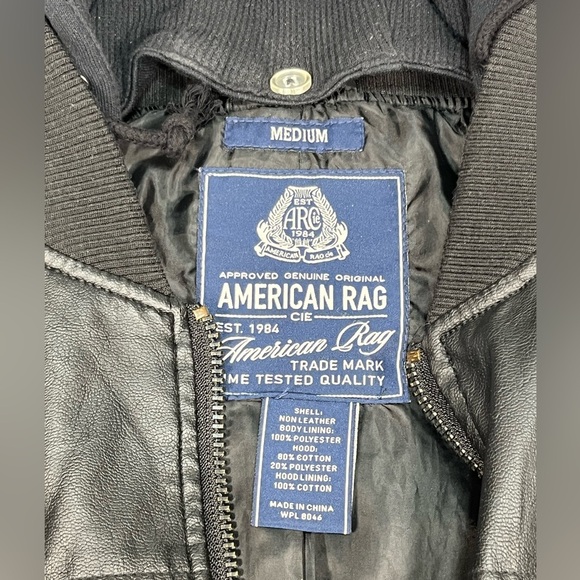 MEDIUM
EST
ARC
1984
AMERICAN RAG cie
APPROVED GENUINE ORIGINAL
AMERICAN RAG
CIE
EST. 1984
American Rag
TRADE MARK
TESTED QUALITY
SHELL:
NON LEATHER
BODY LINING:
100% POLYESTER
HOOD:
80% COTTON
20% POLYESTER
HOOD LINING:
100% COTTON
MADE IN CHINA
WPL 8046